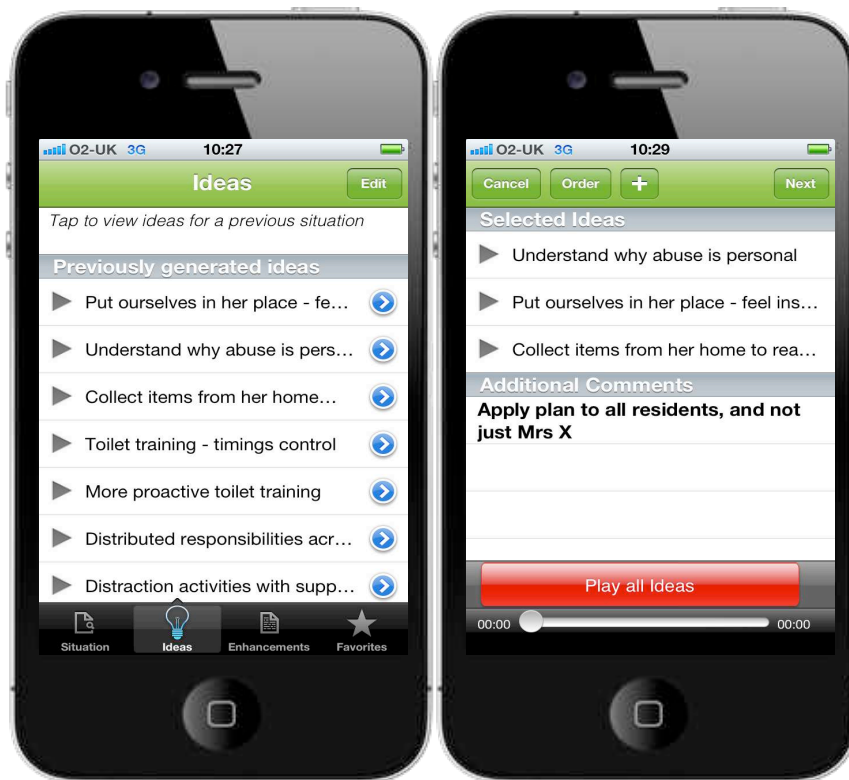 O2-UK 3G 10:27
Ideas Edit
Tap to view ideas for a previous situation
Previously generated ideas
Put ourselves in her place - fe...
Understand why abuse is pers...
Collect items from her home...
Toilet training - timings control
More proactive toilet training
Distributed responsibilities acr...
Distraction activities with supp...
Situation Ideas Enhancements Favorites
O2-UK 3G 10:29
Cancel Order + Next
Selected Ideas
Understand why abuse is personal
Put ourselves in her place - feel ins...
Collect items from her home to rea...
Additional Comments
Apply plan to all residents, and not
just Mrs X
Play all Ideas
00:00 00:00